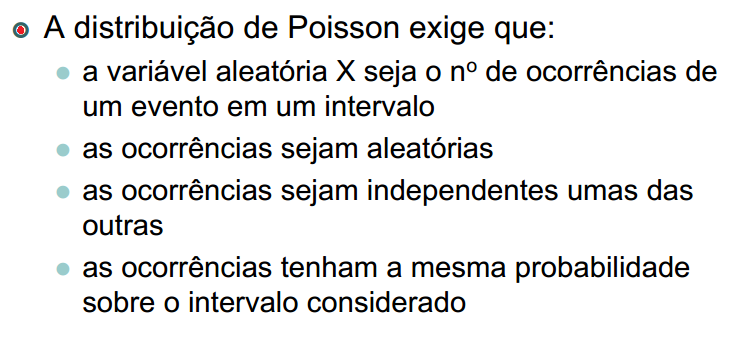 A distribuição de Poisson exige que:
a variável aleatória X seja o nº de ocorrências de
um evento em um intervalo
as ocorrências sejam aleatórias
as ocorrências sejam independentes umas das
outras
as ocorrências tenham a mesma probabilidade
sobre o intervalo considerado